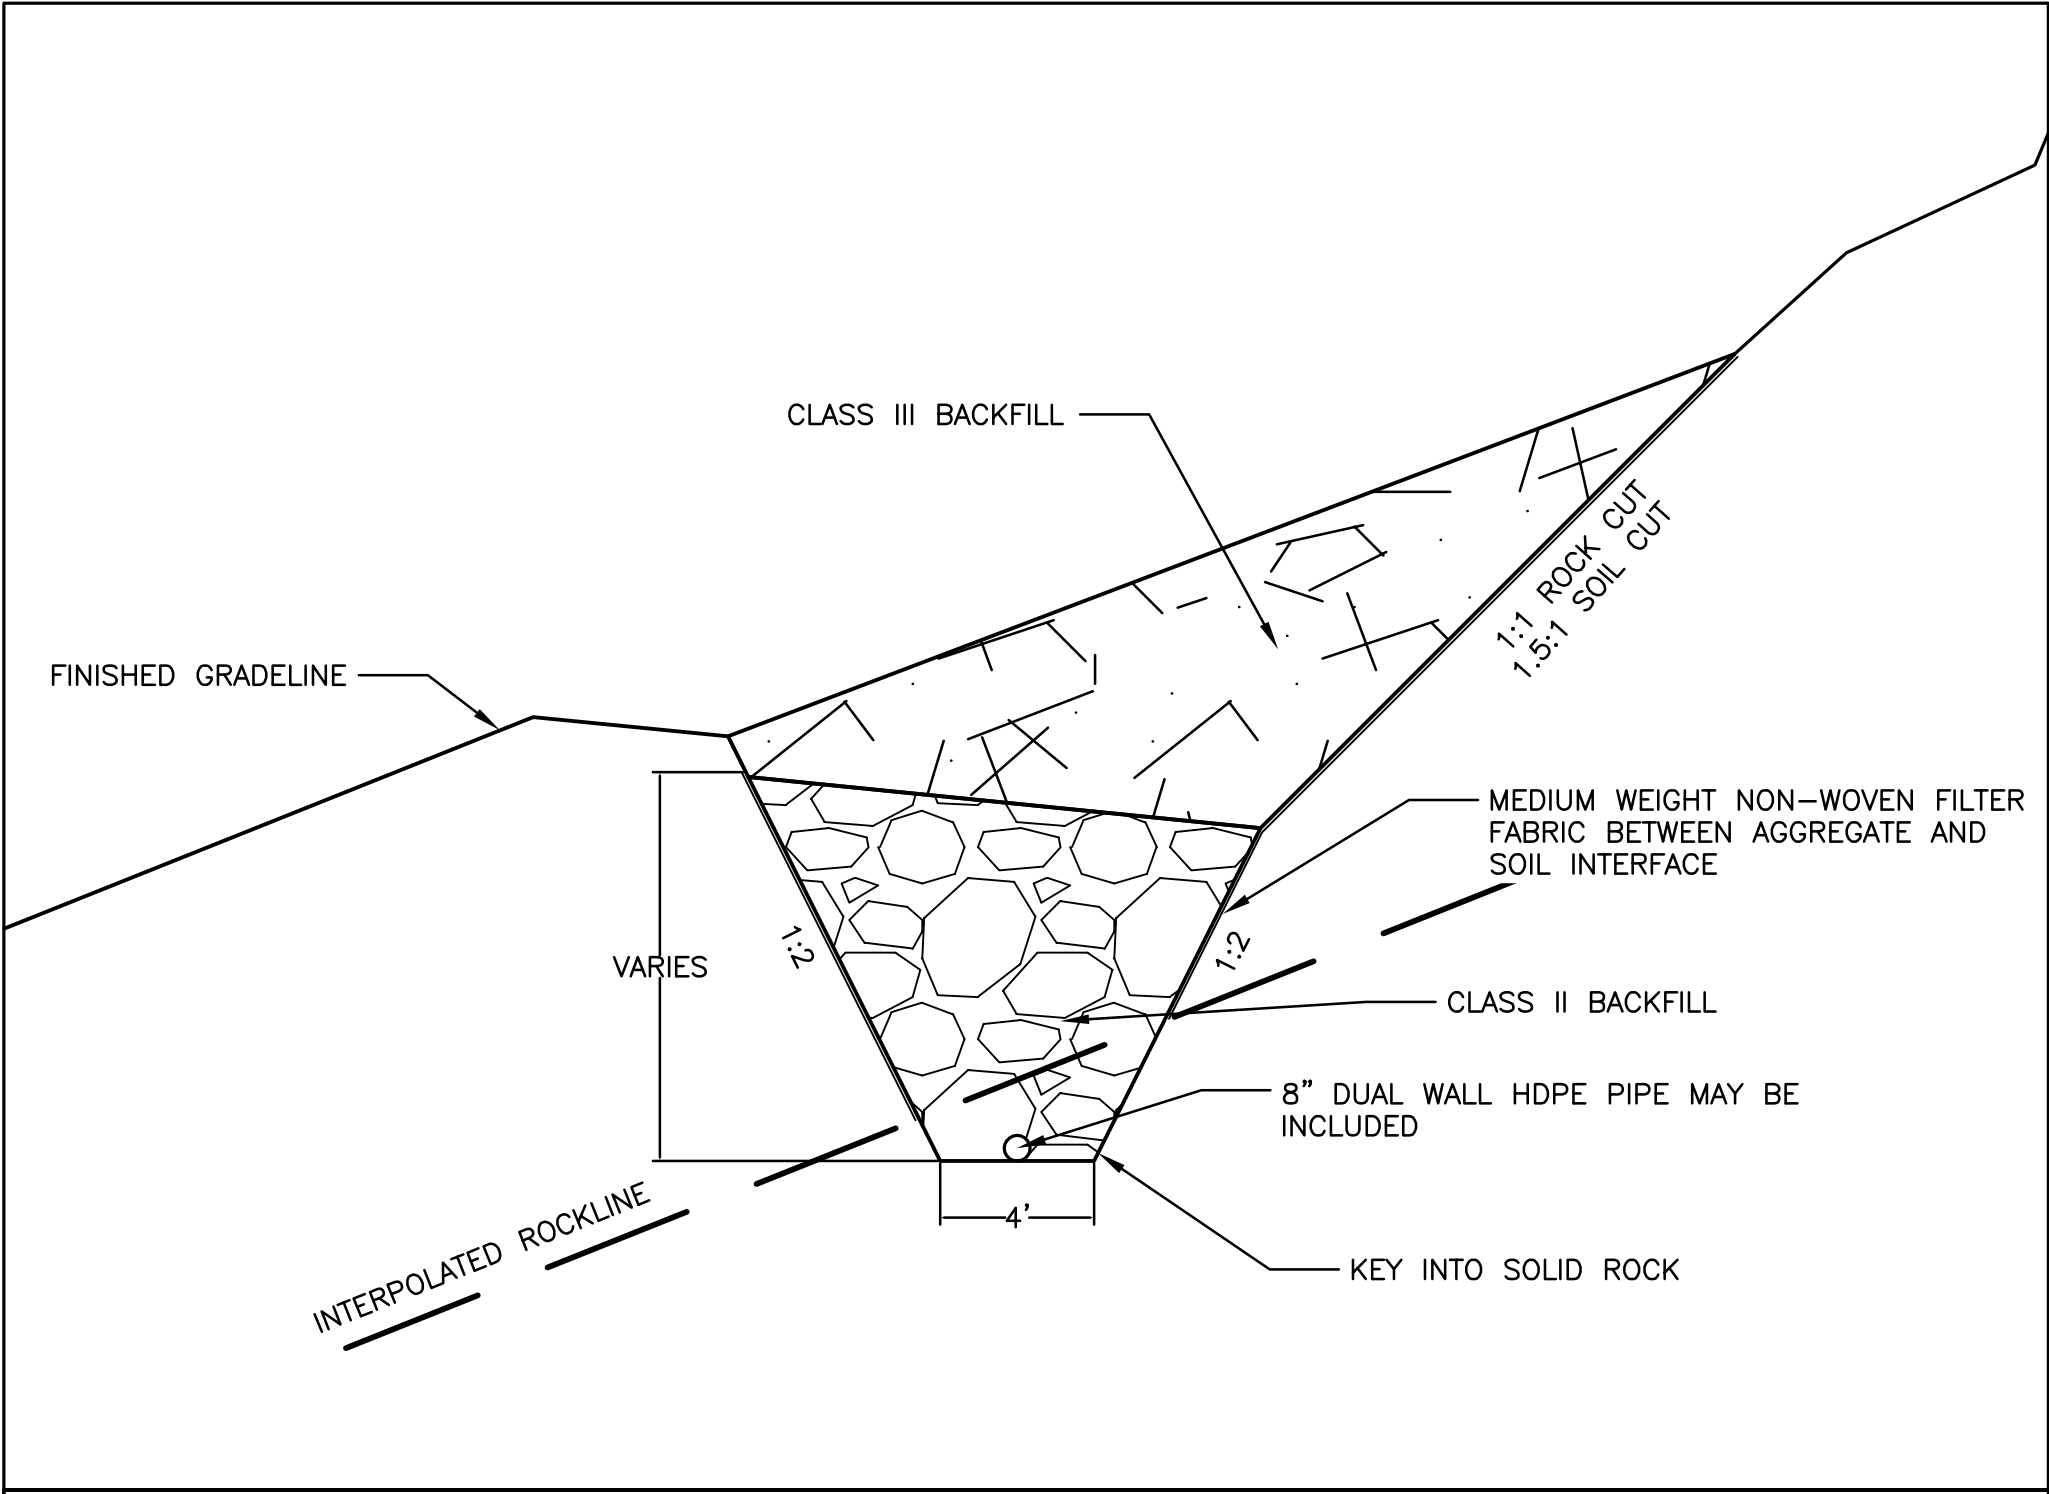 CLASS III BACKFILL
1:1 ROCK CUT
1.5:1 SOIL CUT
FINISHED GRADELINE
MEDIUM WEIGHT NON-WOVEN FILTER
FABRIC BETWEEN AGGREGATE AND
SOIL INTERFACE
1:2
1:2
VARIES
CLASS II BACKFILL
8" DUAL WALL HDPE PIPE MAY BE
INCLUDED
INTERPOLATED ROCKLINE
4'
KEY INTO SOLID ROCK